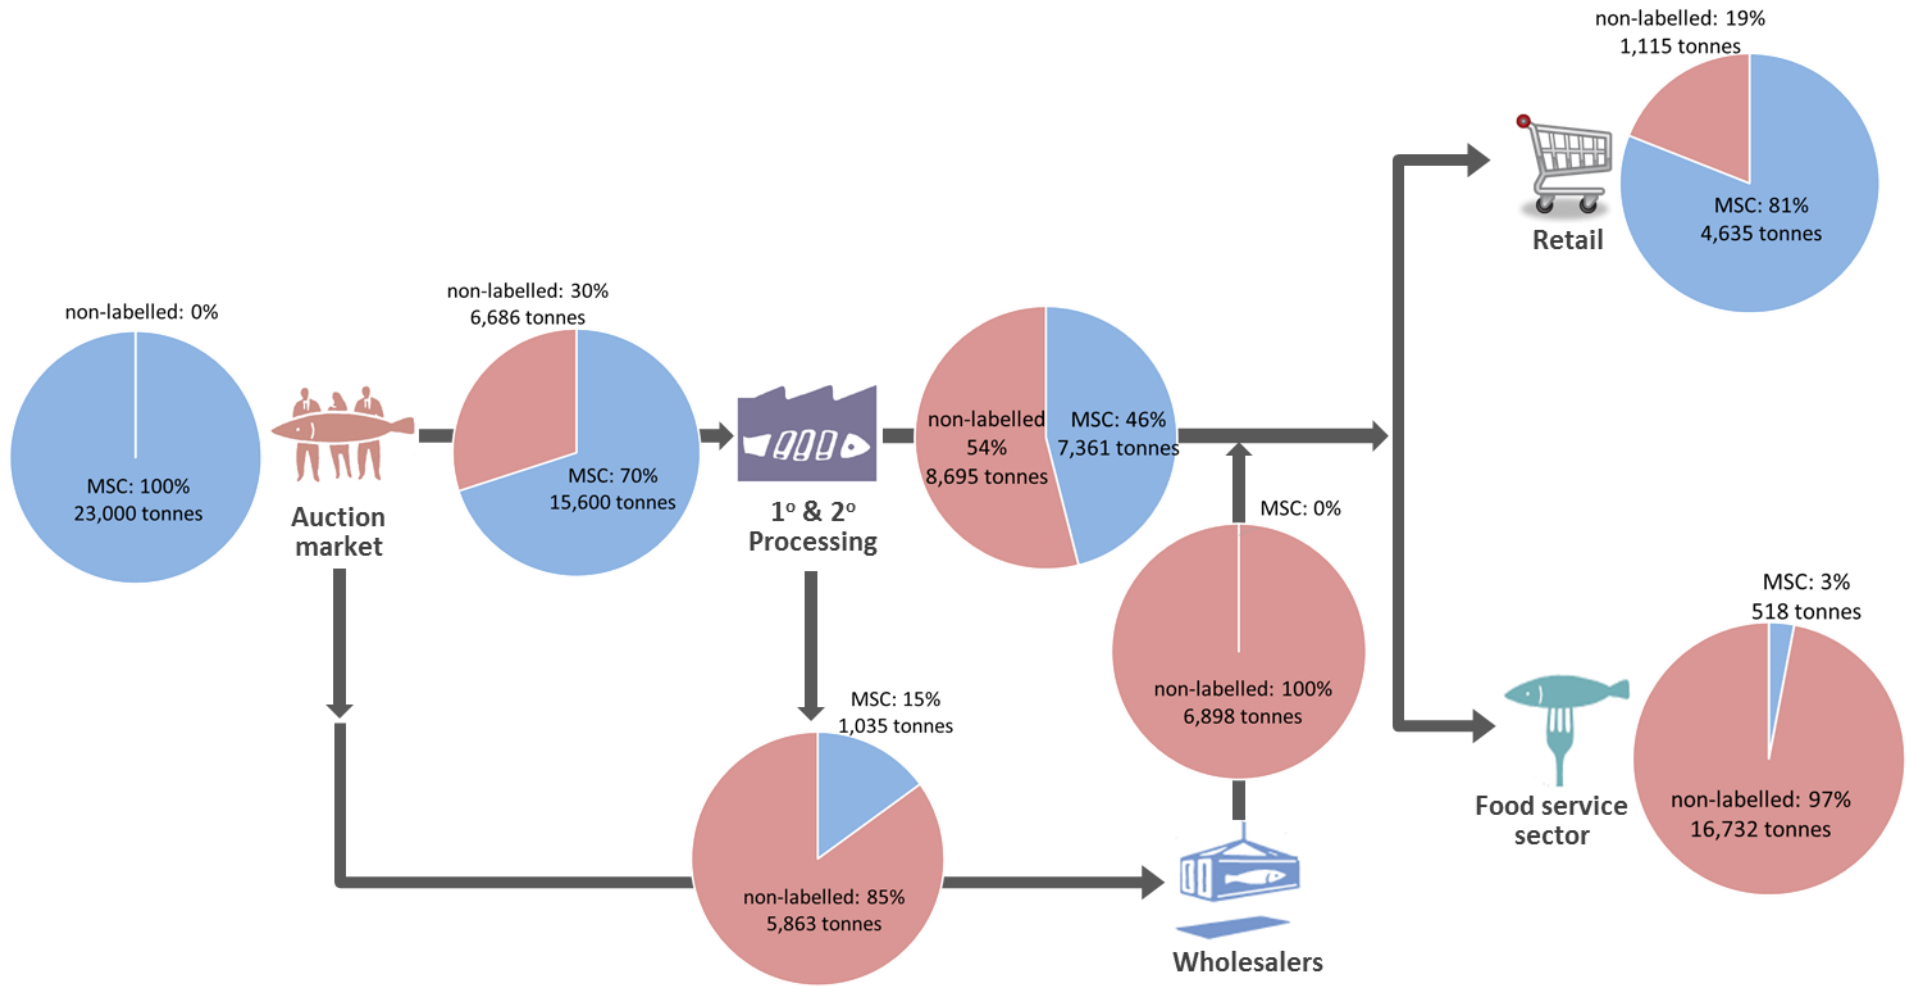 non-labelled: 19%
1,115 tonnes
MSC: 81%
4,635 tonnes
Retail
non-labelled: 0%
MSC: 100%
23,000 tonnes
Auction
market
non-labelled: 30%
6,686 tonnes
MSC: 70%
15,600 tonnes
1º & 2º
Processing
non-labelled
54%
8,695 tonnes
MSC: 46%
7,361 tonnes
MSC: 0%
non-labelled: 100%
6,898 tonnes
MSC: 15%
1,035 tonnes
non-labelled: 85%
5,863 tonnes
Wholesalers
MSC: 3%
518 tonnes
Food service
sector
non-labelled: 97%
16,732 tonnes